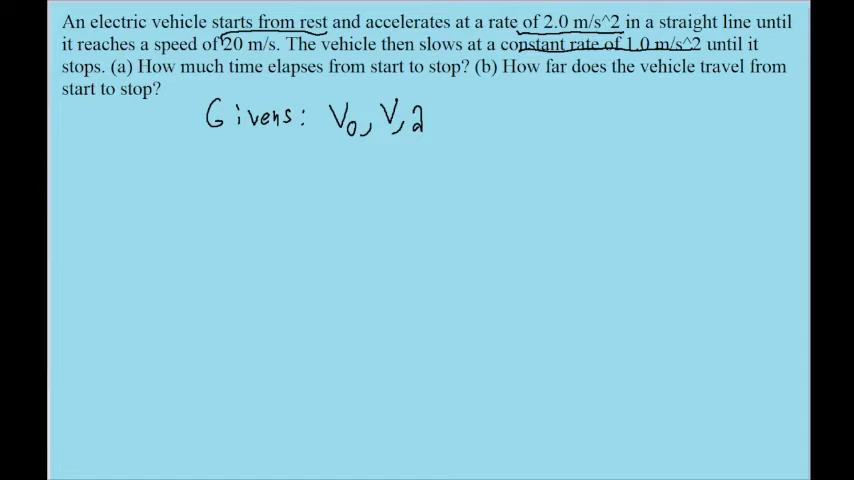 An electric vehicle starts from rest and accelerates at a rate of 2.0 m/s^2 in a straight line until
it reaches a speed of 20 m/s. The vehicle then slows at a constant rate of 1.0 m/s^2 until it
stops. (a) How much time elapses from start to stop? (b) How far does the vehicle travel from
start to stop?
Givens: V₀, V, a